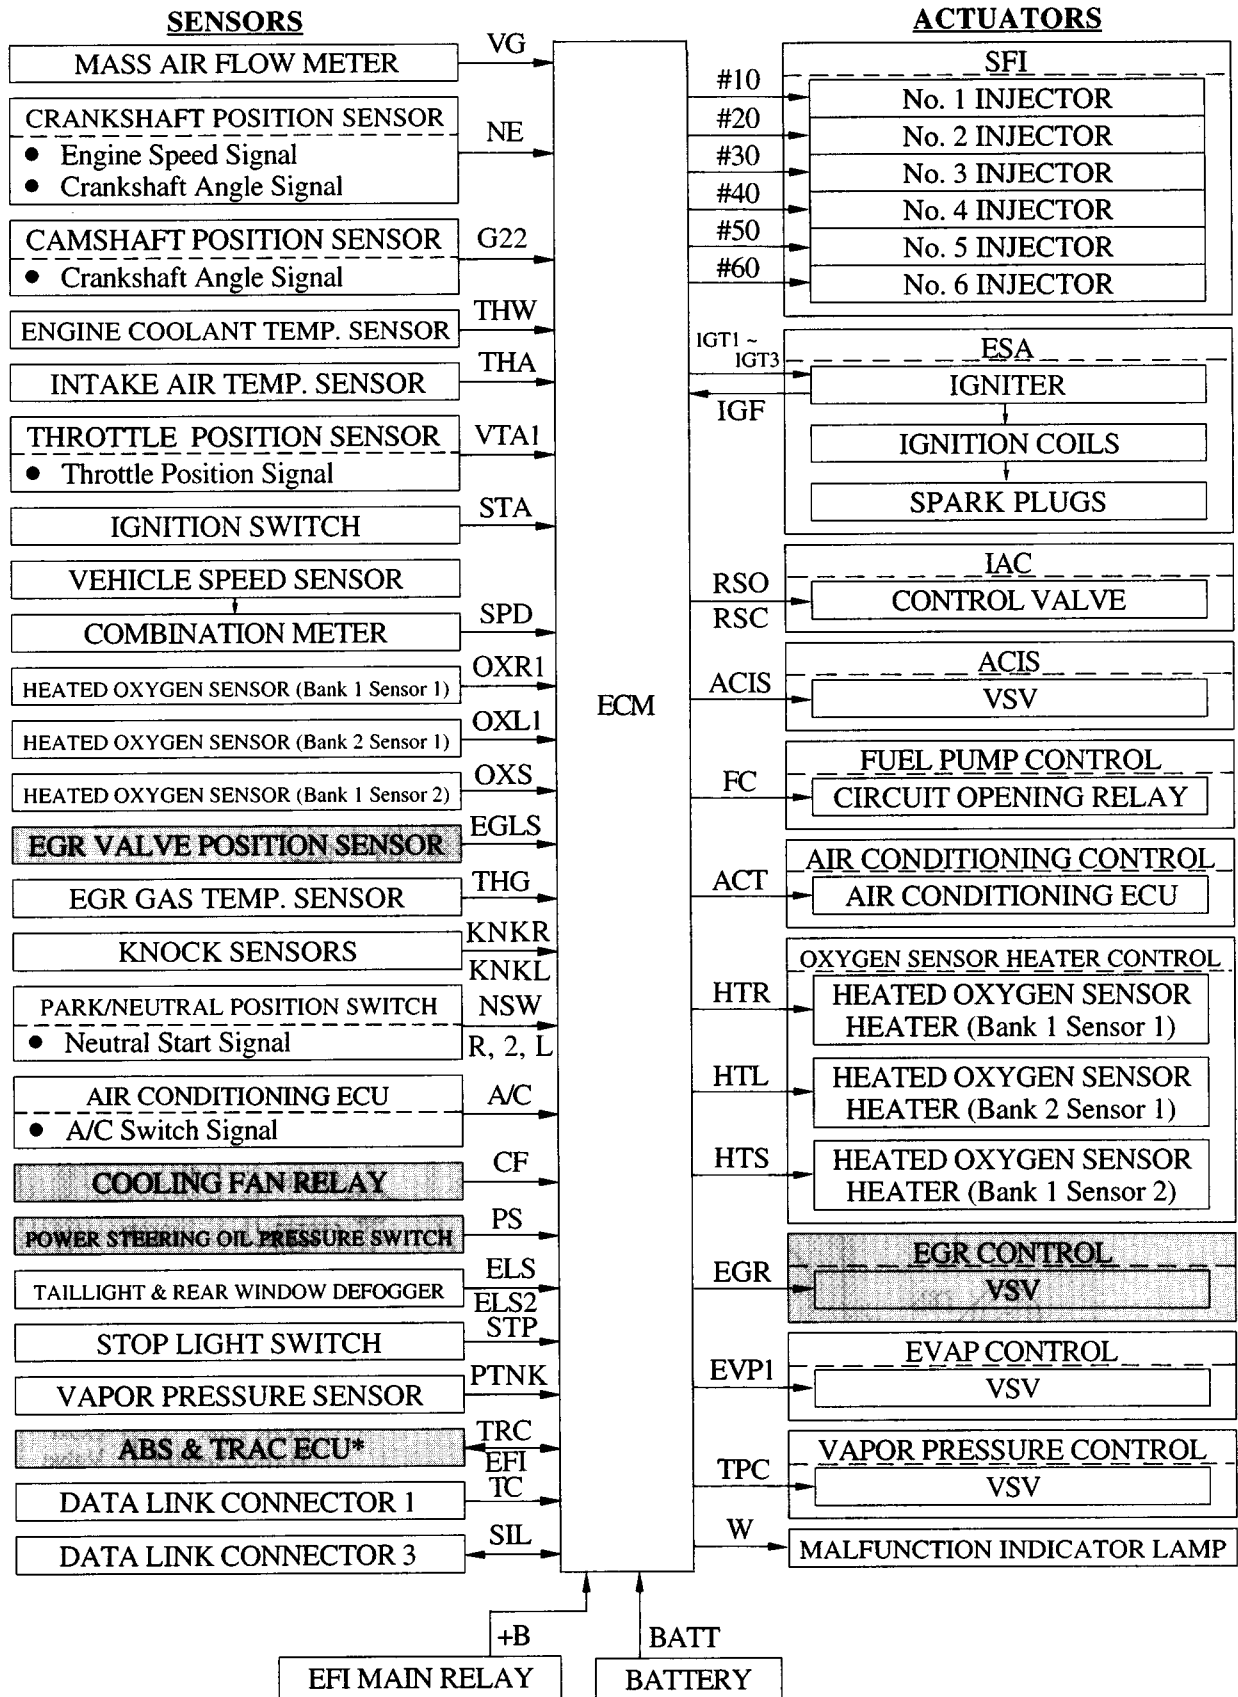 SENSORS
MASS AIR FLOW METER
VG
CRANKSHAFT POSITION SENSOR
● Engine Speed Signal
● Crankshaft Angle Signal
NE
CAMSHAFT POSITION SENSOR
● Crankshaft Angle Signal
G22
ENGINE COOLANT TEMP. SENSOR
THW
INTAKE AIR TEMP. SENSOR
THA
THROTTLE POSITION SENSOR
● Throttle Position Signal
VTA1
IGNITION SWITCH
STA
VEHICLE SPEED SENSOR
COMBINATION METER
SPD
HEATED OXYGEN SENSOR (Bank 1 Sensor 1)
OXR1
HEATED OXYGEN SENSOR (Bank 2 Sensor 1)
OXL1
HEATED OXYGEN SENSOR (Bank 1 Sensor 2)
OXS
EGR VALVE POSITION SENSOR
EGLS
EGR GAS TEMP. SENSOR
THG
KNOCK SENSORS
KNKR
KNKL
PARK/NEUTRAL POSITION SWITCH
● Neutral Start Signal
NSW
R, 2, L
AIR CONDITIONING ECU
● A/C Switch Signal
A/C
COOLING FAN RELAY
CF
POWER STEERING OIL PRESSURE SWITCH
PS
TAILLIGHT & REAR WINDOW DEFOGGER
ELS
ELS2
STOP LIGHT SWITCH
STP
VAPOR PRESSURE SENSOR
PTNK
ABS & TRAC ECU*
TRC
EFI
DATA LINK CONNECTOR 1
TC
DATA LINK CONNECTOR 3
SIL
ECM
+B
EFI MAIN RELAY
BATT
BATTERY
ACTUATORS
SFI
#10
No. 1 INJECTOR
#20
No. 2 INJECTOR
#30
No. 3 INJECTOR
#40
No. 4 INJECTOR
#50
No. 5 INJECTOR
#60
No. 6 INJECTOR
IGT1 ~
IGT3
IGF
ESA
IGNITER
IGNITION COILS
SPARK PLUGS
IAC
RSO
RSC
CONTROL VALVE
ACIS
ACIS
VSV
FUEL PUMP CONTROL
FC
CIRCUIT OPENING RELAY
AIR CONDITIONING CONTROL
ACT
AIR CONDITIONING ECU
OXYGEN SENSOR HEATER CONTROL
HTR
HEATED OXYGEN SENSOR
HEATER (Bank 1 Sensor 1)
HTL
HEATED OXYGEN SENSOR
HEATER (Bank 2 Sensor 1)
HTS
HEATED OXYGEN SENSOR
HEATER (Bank 1 Sensor 2)
EGR CONTROL
EGR
VSV
EVAP CONTROL
EVP1
VSV
VAPOR PRESSURE CONTROL
TPC
VSV
W
MALFUNCTION INDICATOR LAMP